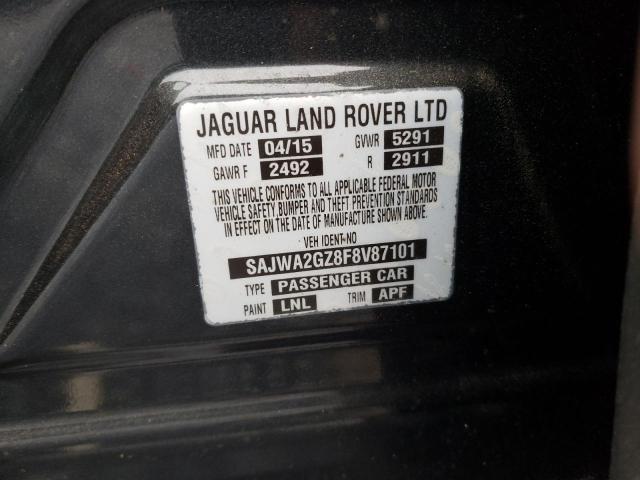 JAGUAR LAND ROVER LTD
MFD DATE 04/15 GVWR 5291
GAWR F 2492 R 2911
THIS VEHICLE CONFORMS TO ALL APPLICABLE FEDERAL MOTOR
VEHICLE SAFETY, BUMPER AND THEFT PREVENTION STANDARDS
IN EFFECT ON THE DATE OF MANUFACTURE SHOWN ABOVE.
VEH IDENT-NO
SAJWA2GZ8F8V87101
TYPE PASSENGER CAR
PAINT LNL TRIM APF